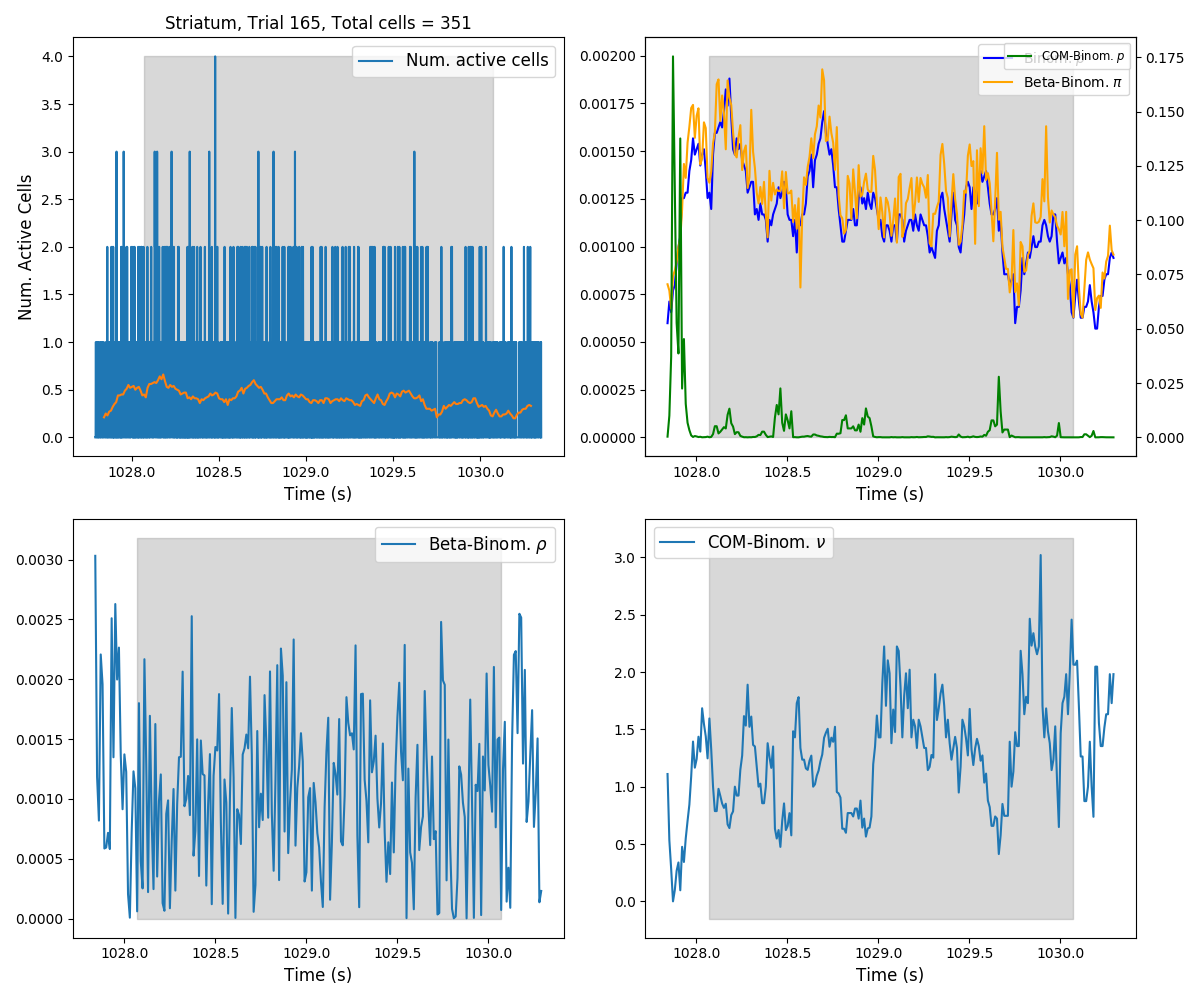 Striatum, Trial 165, Total cells = 351
Num. active cells
Num. Active Cells
4.0
3.5
3.0
2.5
2.0
1.5
1.0
0.5
0.0
1028.0 1028.5 1029.0 1029.5 1030.0
Time (s)
COM-Binom. p
Beta-Binom. π
0.00200
0.00175
0.00150
0.00125
0.00100
0.00075
0.00050
0.00025
0.00000
0.175
0.150
0.125
0.100
0.075
0.050
0.025
0.000
1028.0 1028.5 1029.0 1029.5 1030.0
Time (s)
Beta-Binom. ρ
0.0030
0.0025
0.0020
0.0015
0.0010
0.0005
0.0000
1028.0 1028.5 1029.0 1029.5 1030.0
Time (s)
COM-Binom. ν
3.0
2.5
2.0
1.5
1.0
0.5
0.0
1028.0 1028.5 1029.0 1029.5 1030.0
Time (s)